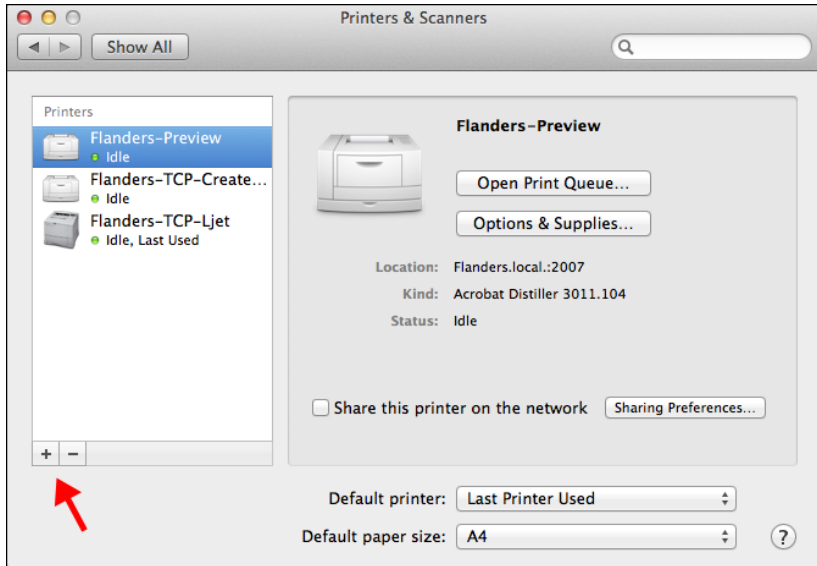 Printers & Scanners
Show All
Printers
Flanders-Preview
Idle
Flanders-TCP-Create...
Idle
Flanders-TCP-Ljet
Idle, Last Used
+ −
Flanders-Preview
Open Print Queue...
Options & Supplies...
Location: Flanders.local.:2007
Kind: Acrobat Distiller 3011.104
Status: Idle
Share this printer on the network Sharing Preferences...
Default printer: Last Printer Used
Default paper size: A4 ?